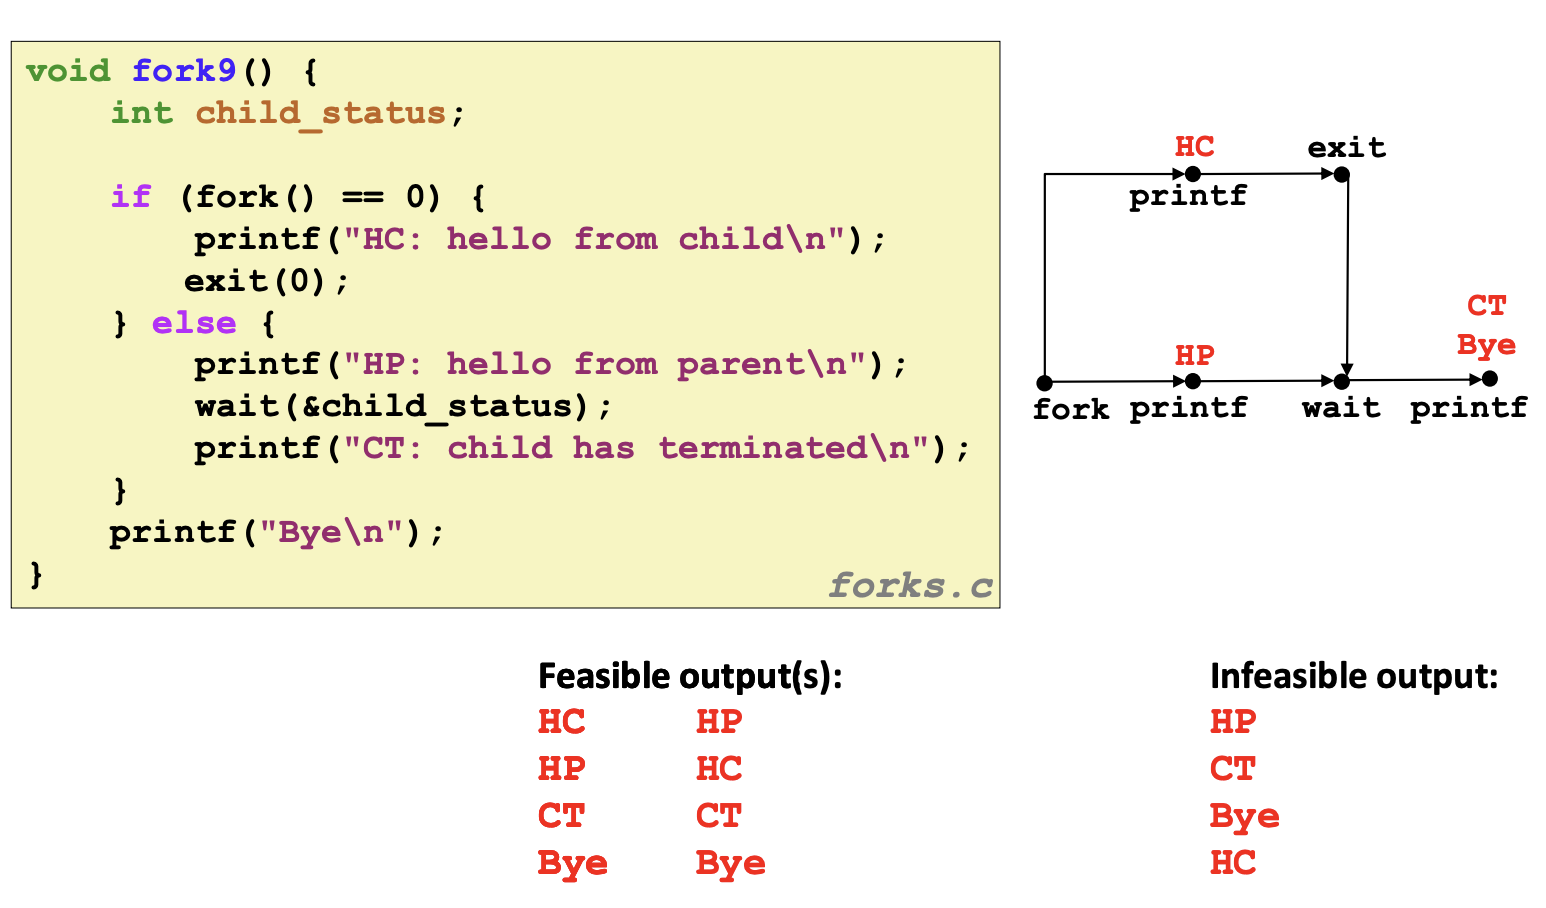 void fork9() {
int child_status;
if (fork() == 0) {
printf("HC: hello from child\n");
exit(0);
} else {
printf("HP: hello from parent\n");
wait(&child_status);
printf("CT: child has terminated\n");
}
printf("Bye\n");
}
forks.c
HC
exit
printf
CT
HP
Bye
fork printf wait printf
Feasible output(s):
HC HP
HP HC
CT CT
Bye Bye
Infeasible output:
HP
CT
Bye
HC